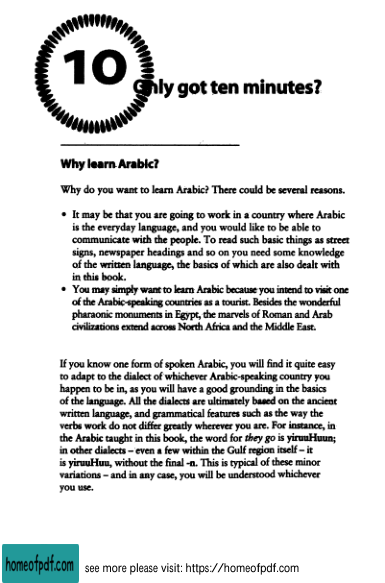 10
Only got ten minutes?
Why learn Arabic?
Why do you want to learn Arabic? There could be several reasons.
• It may be that you are going to work in a country where Arabic
is the everyday language, and you would like to be able to
communicate with the people. To read such basic things as street
signs, newspaper headings and so on you need some knowledge
of the written language, the basics of which are also dealt with
in this book.
• You may simply want to learn Arabic because you intend to visit one
of the Arabic-speaking countries as a tourist. Besides the wonderful
pharaonic monuments in Egypt, the marvels of Roman and Arab
civilizations extend across North Africa and the Middle East.
If you know one form of spoken Arabic, you will find it quite easy
to adapt to the dialect of whichever Arabic-speaking country you
happen to be in, as you will have a good grounding in the basics
of the language. All the dialects are ultimately based on the ancient
written language, and grammatical features such as the way the
verbs work do not differ greatly wherever you are. For instance, in
the Arabic taught in this book, the word for they go is yiruuHuun;
in other dialects – even a few within the Gulf region itself – it
is yiruuHuu, without the final -n. This is typical of these minor
variations – and in any case, you will be understood whichever
you use.
homeofpdf.com
see more please visit: https://homeofpdf.com